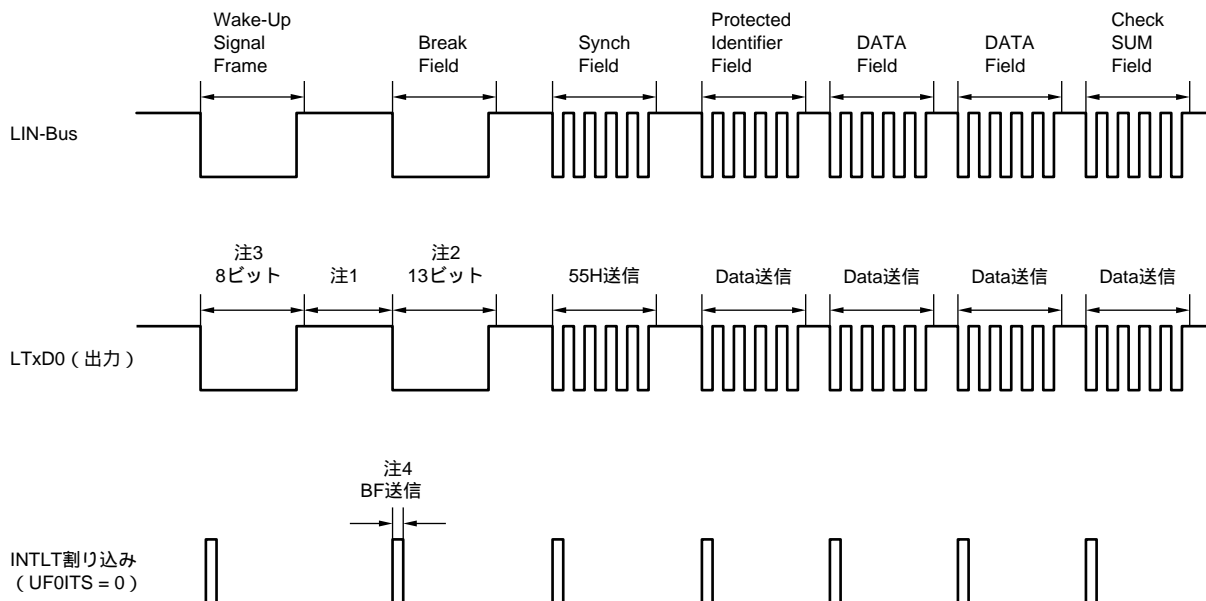 Wake-Up
Signal
Frame
Break
Field
Synch
Field
Protected
Identifier
Field
DATA
Field
DATA
Field
Check
SUM
Field
LIN-Bus
注3
8ビット
注1
注2
13ビット
55H送信
Data送信
Data送信
Data送信
Data送信
LTxD0(出力)
注4
BF送信
INTLT割り込み
(UF0ITS = 0)